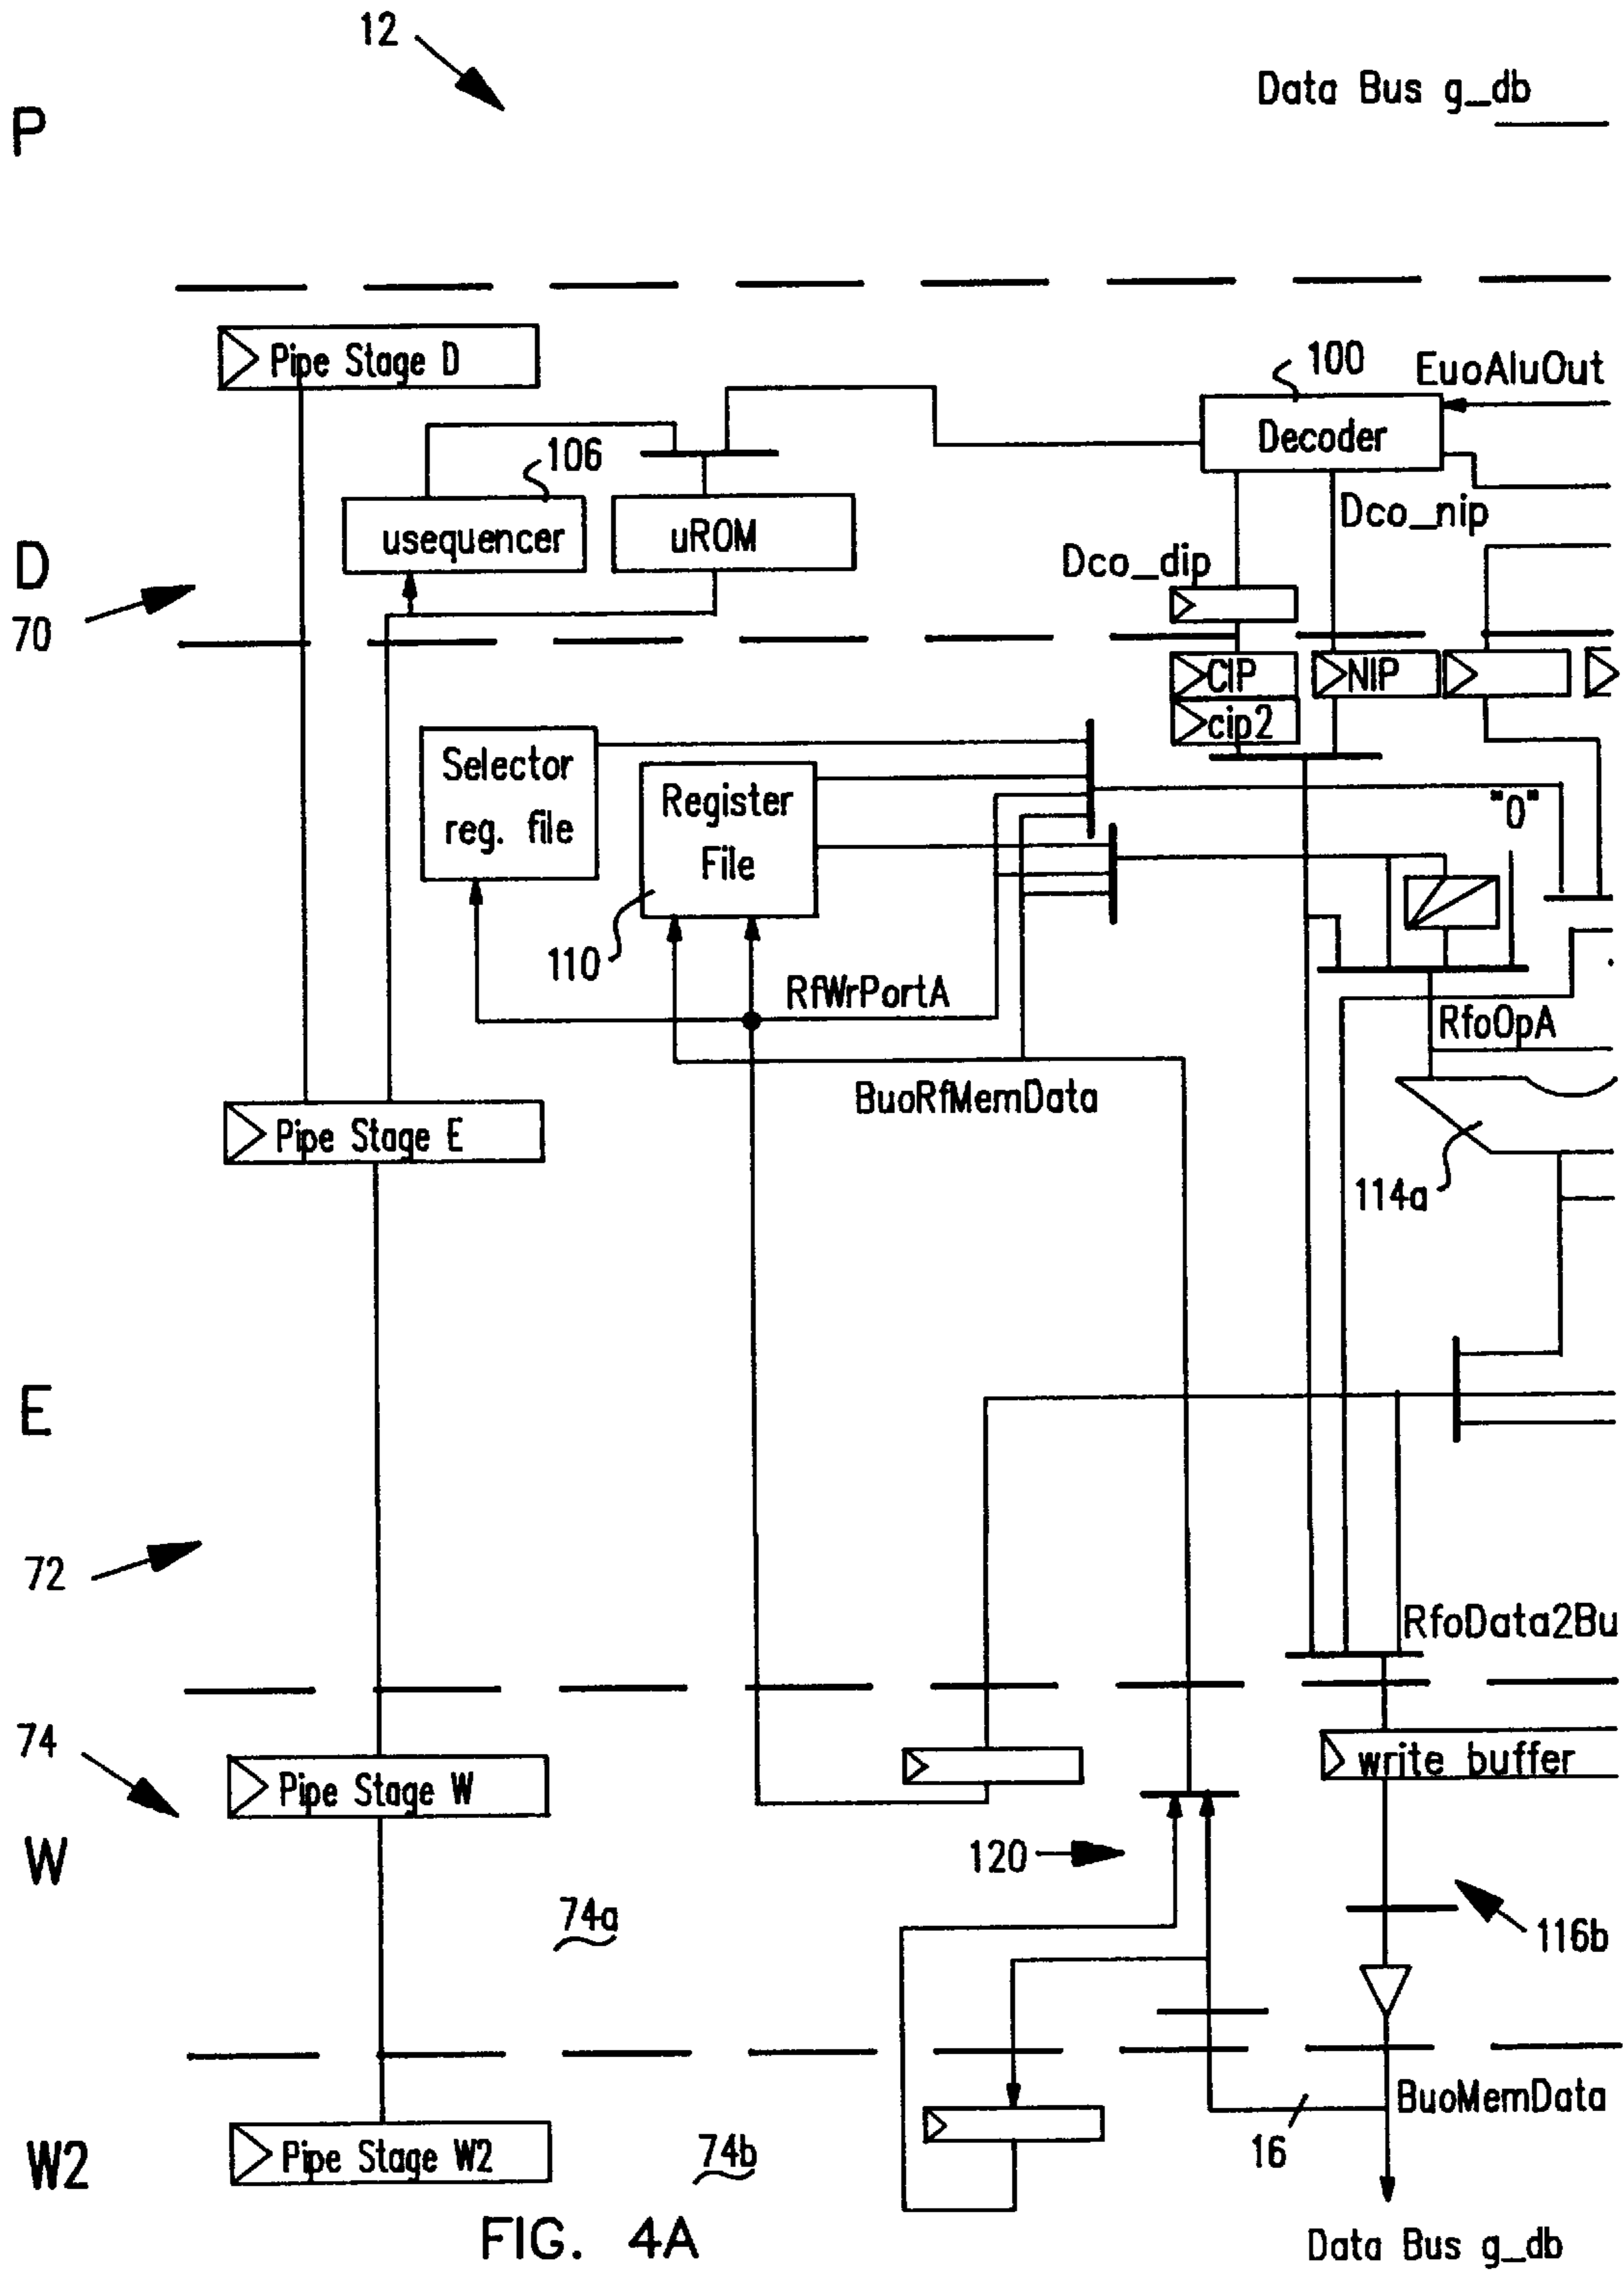 12
Data Bus g_db
P
Pipe Stage D
100
EuoAluOut
Decoder
106
usequencer
uROM
Dco_nip
Dco_dip
D
70
CIP
NIP
cip2
Selector
reg. file
Register
File
"0"
110
RfWrPortA
RfoOpA
BuoRfMemData
Pipe Stage E
114a
E
72
RfoData2Bu
74
Pipe Stage W
write buffer
W
120
74a
116b
BuoMemData
16
W2
Pipe Stage W2
74b
FIG. 4A
Data Bus g_db